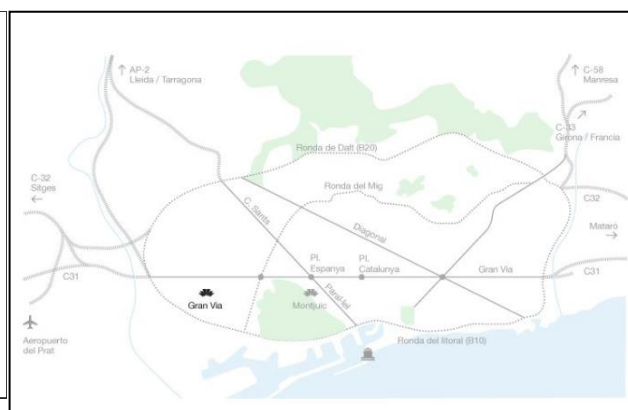 AP-2
Lleida / Tarragona
C-58
Manresa
C-33
Girona / Francia
Ronda de Dalt (B20)
C-32
Sitges
Ronda del Mig
C32
C. Sants
Diagonal
Mataró
Pl.
Espanya
Pl.
Catalunya
Gran Via
C31
C31
Gran Via
Montjuic
Paral·lel
Aeropuerto
del Prat
Ronda del litoral (B10)